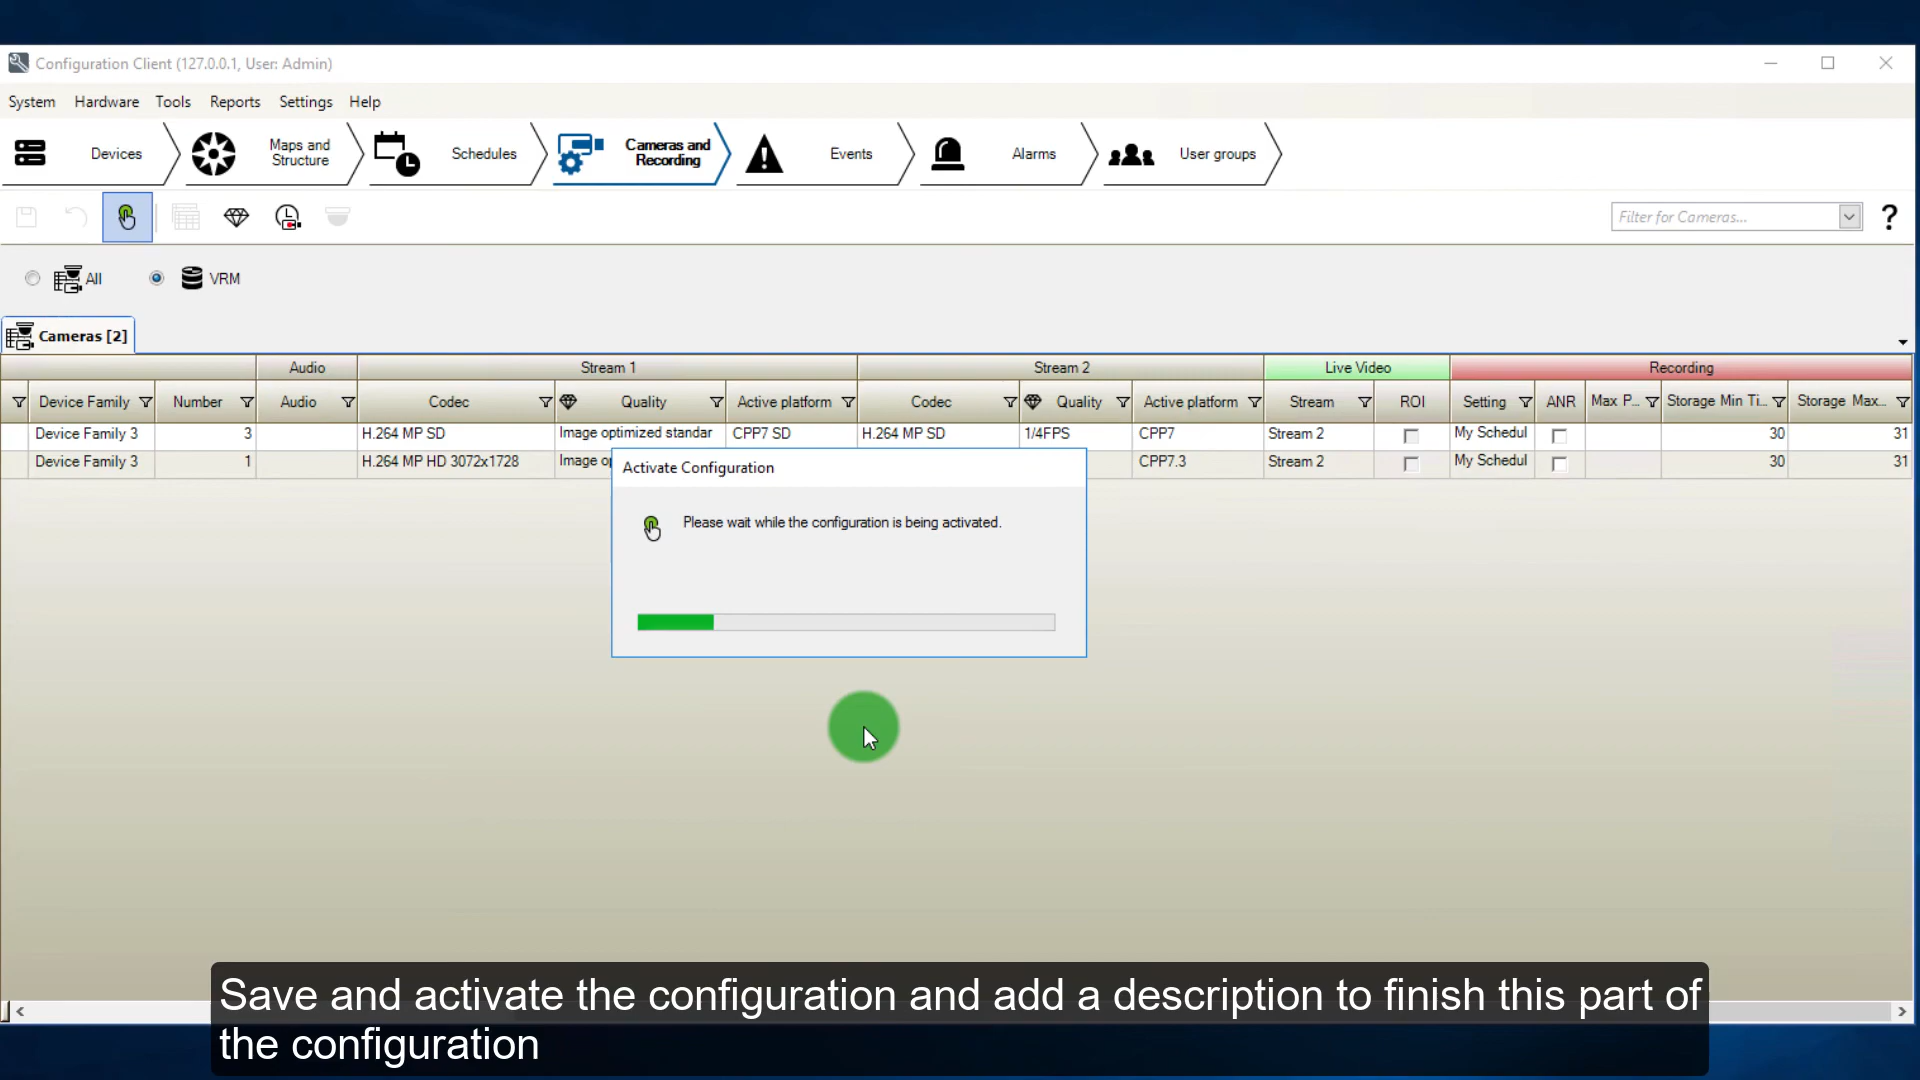 Configuration Client (127.0.0.1, User: Admin)
System Hardware Tools Reports Settings Help
Devices
Maps and Structure
Schedules
Cameras and Recording
Events
Alarms
User groups
Filter for Cameras...
?
All VRM
Cameras [2]
Audio Stream 1 Stream 2 Live Video Recording
Device Family Number Audio Codec Quality Active platform Codec Quality Active platform Stream ROI Setting ANR Max P... Storage Min Ti... Storage Max...
Device Family 3 3 H.264 MP SD Image optimized standar CPP7 SD H.264 MP SD 1/4FPS CPP7 Stream 2 My Schedul 30 31
Device Family 3 1 H.264 MP HD 3072x1728 Image op CPP7.3 Stream 2 My Schedul 30 31
Activate Configuration
Please wait while the configuration is being activated.
Save and activate the configuration and add a description to finish this part of
the configuration